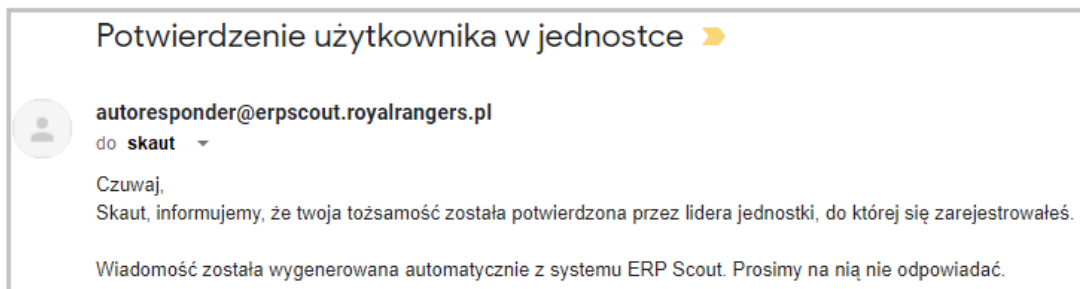 Potwierdzenie użytkownika w jednostce
autoresponder@erpscout.royalrangers.pl
do skaut
Czuwaj,
Skaut, informujemy, że twoja tożsamość została potwierdzona przez lidera jednostki, do której się zarejestrowałeś.
Wiadomość została wygenerowana automatycznie z systemu ERP Scout. Prosimy na nią nie odpowiadać.